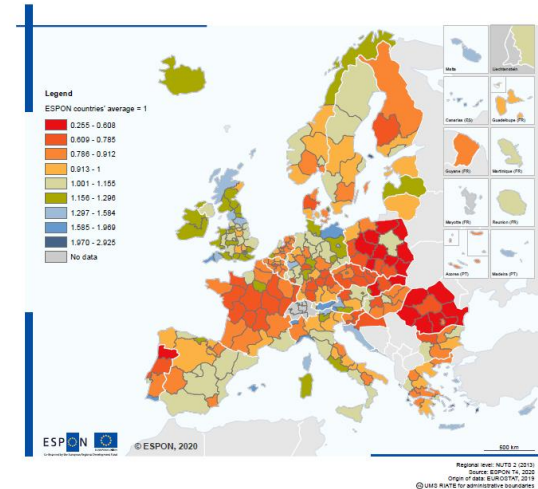 Legend
ESPON countries' average = 1
0.255 - 0.608
0.609 - 0.785
0.786 - 0.912
0.913 - 1
1.001 - 1.155
1.156 - 1.296
1.297 - 1.584
1.585 - 1.969
1.970 - 2.925
No data
Malta
Liechtenstein
Canarias (ES)
Guadeloupe (FR)
Guyane (FR)
Martinique (FR)
Mayotte (FR)
Reunion (FR)
Azores (PT)
Madeira (PT)
ESPON
© ESPON, 2020
600 km
Regional level: NUTS 2 (2013)
Source: ESPON T4, 2020
Origin of data: EUROSTAT, 2019
© UMS RIATE for administrative boundaries